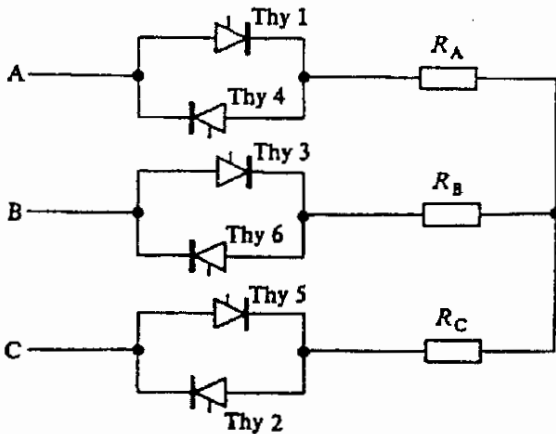 Thy 1
R_A
A
Thy 4
Thy 3
R_B
B
Thy 6
Thy 5
R_C
C
Thy 2